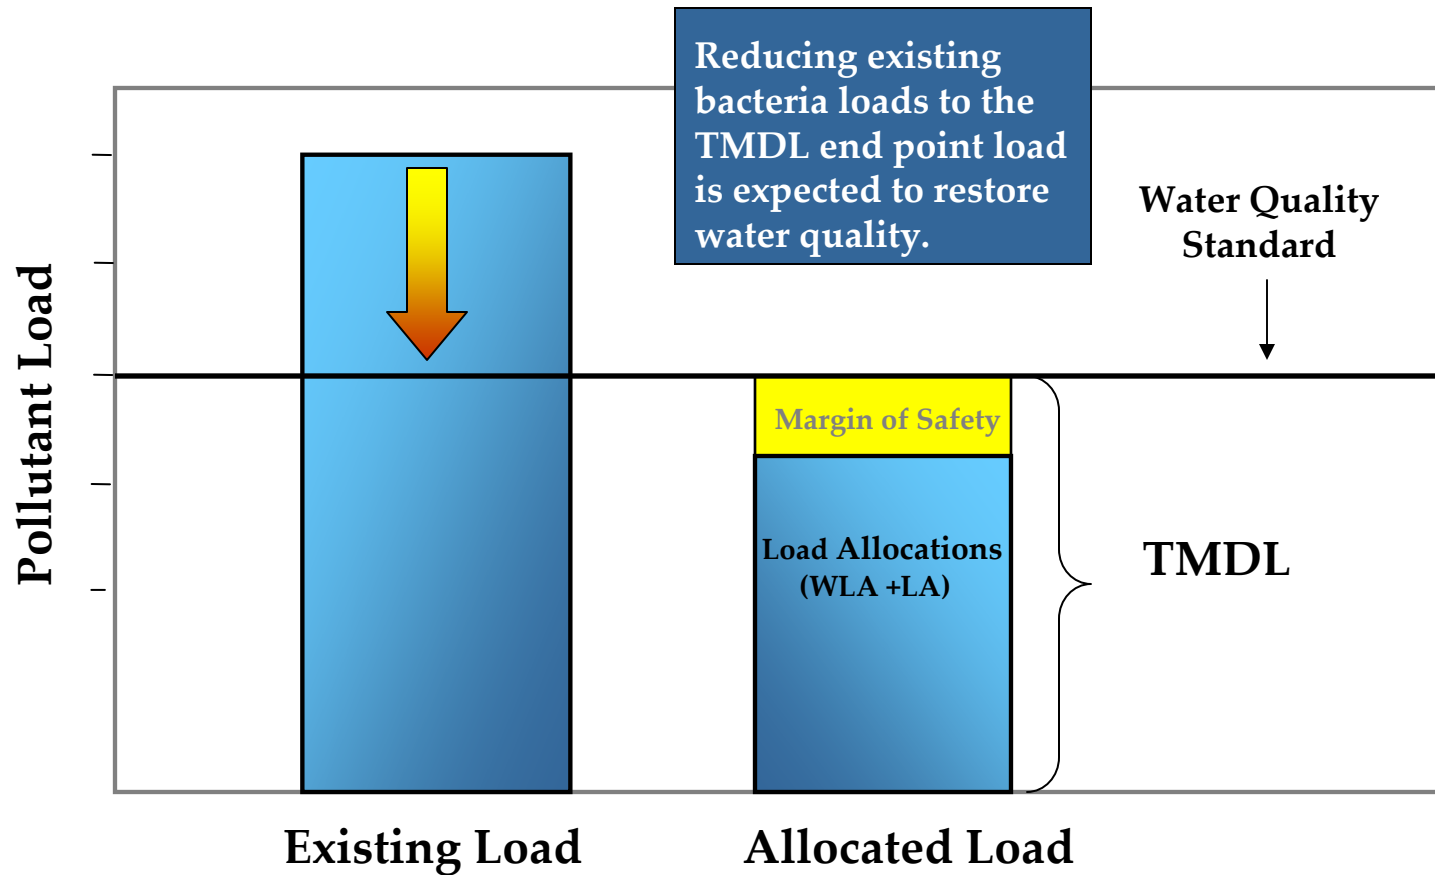 Reducing existing
bacteria loads to the
TMDL end point load
is expected to restore
water quality.
Water Quality
Standard
Pollutant Load
Margin of Safety
Load Allocations
(WLA +LA)
TMDL
Existing Load
Allocated Load